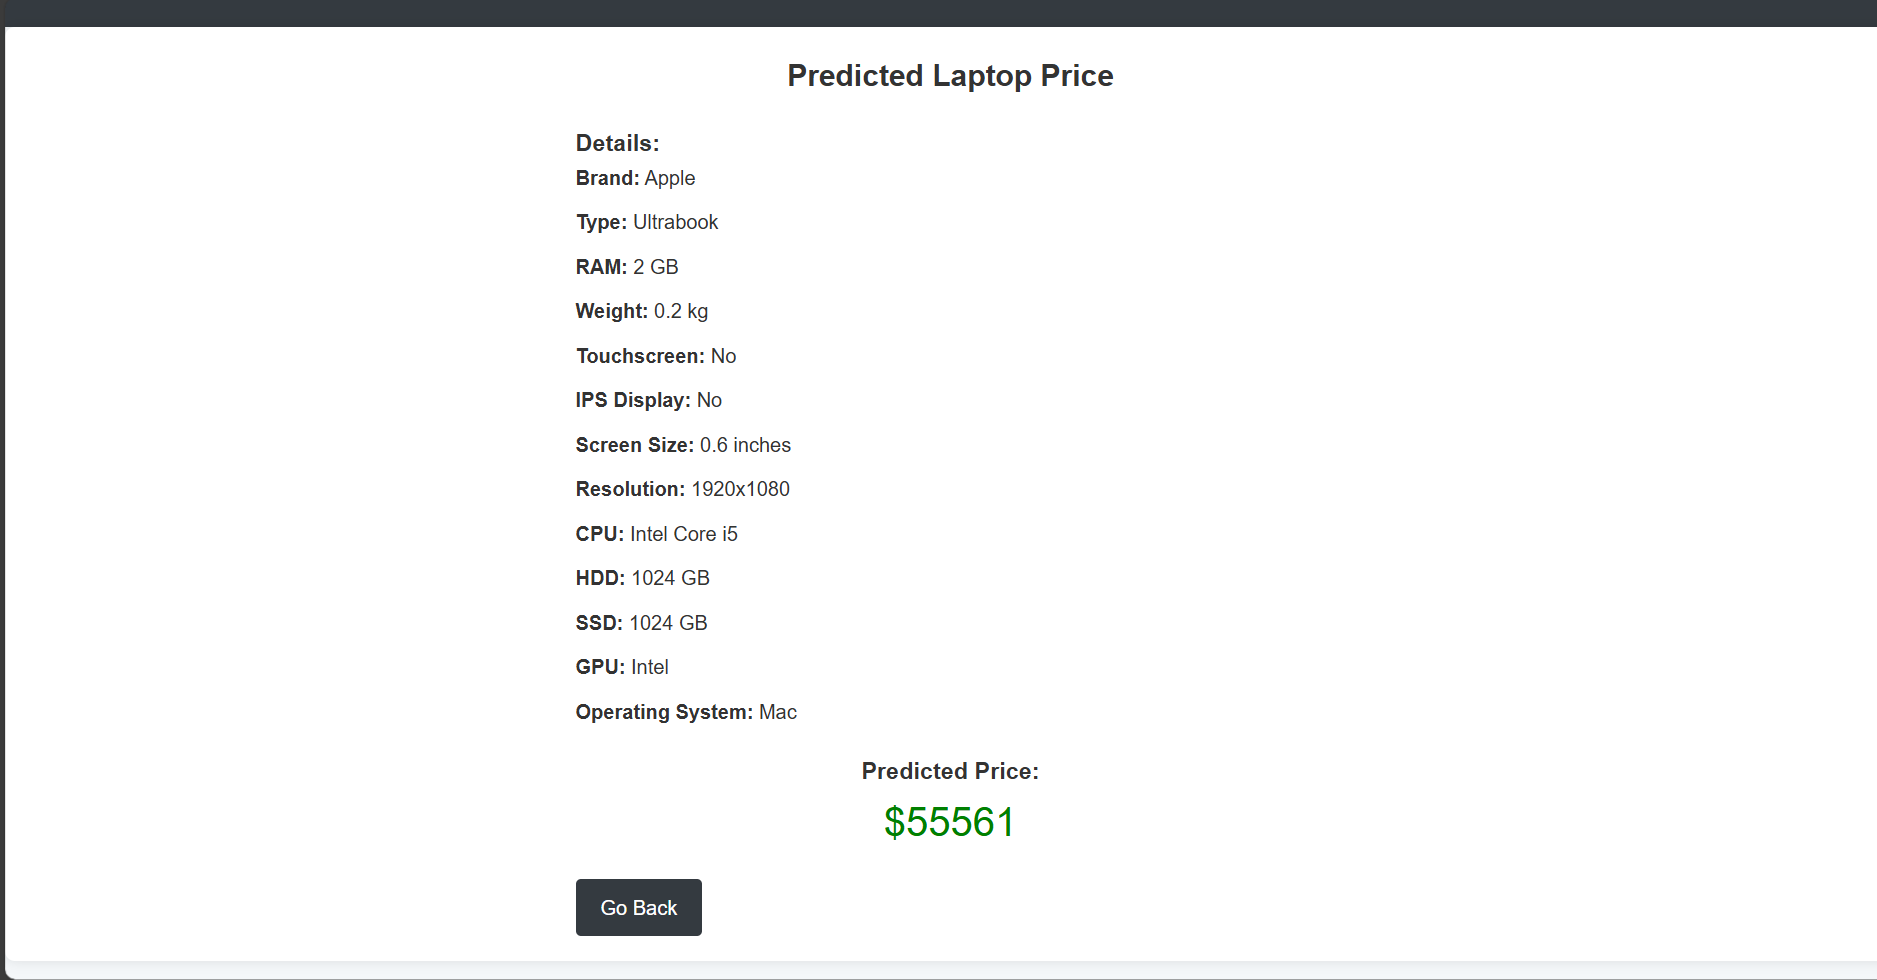 Predicted Laptop Price
Details:
Brand: Apple
Type: Ultrabook
RAM: 2 GB
Weight: 0.2 kg
Touchscreen: No
IPS Display: No
Screen Size: 0.6 inches
Resolution: 1920x1080
CPU: Intel Core i5
HDD: 1024 GB
SSD: 1024 GB
GPU: Intel
Operating System: Mac
Predicted Price:
$55561
Go Back